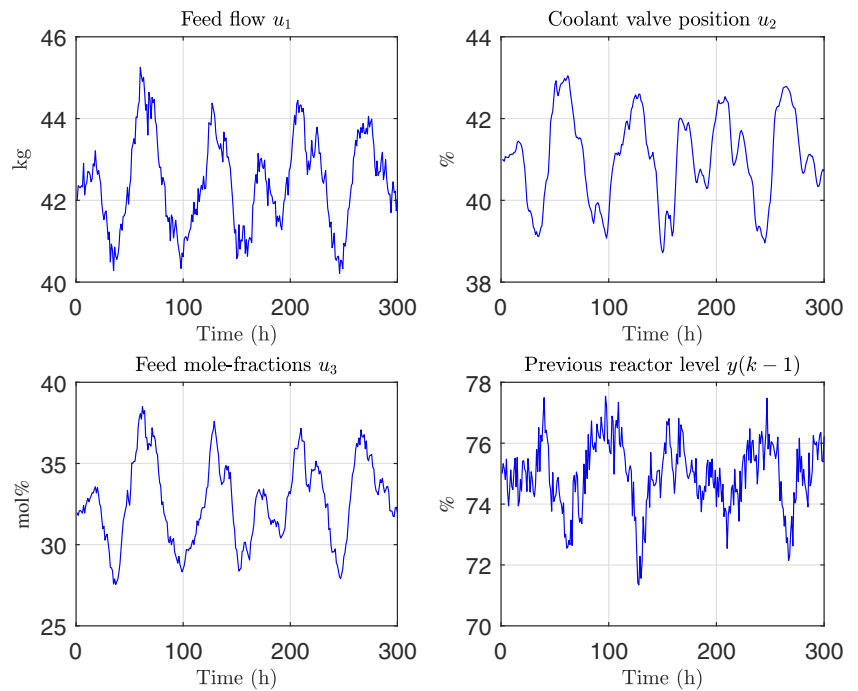 Feed flow u₁
46
44
42
40
kg
0 100 200 300
Time (h)
Coolant valve position u₂
44
42
40
38
%
0 100 200 300
Time (h)
Feed mole-fractions u₃
40
35
30
25
mol%
0 100 200 300
Time (h)
Previous reactor level y(k − 1)
78
76
74
72
70
%
0 100 200 300
Time (h)